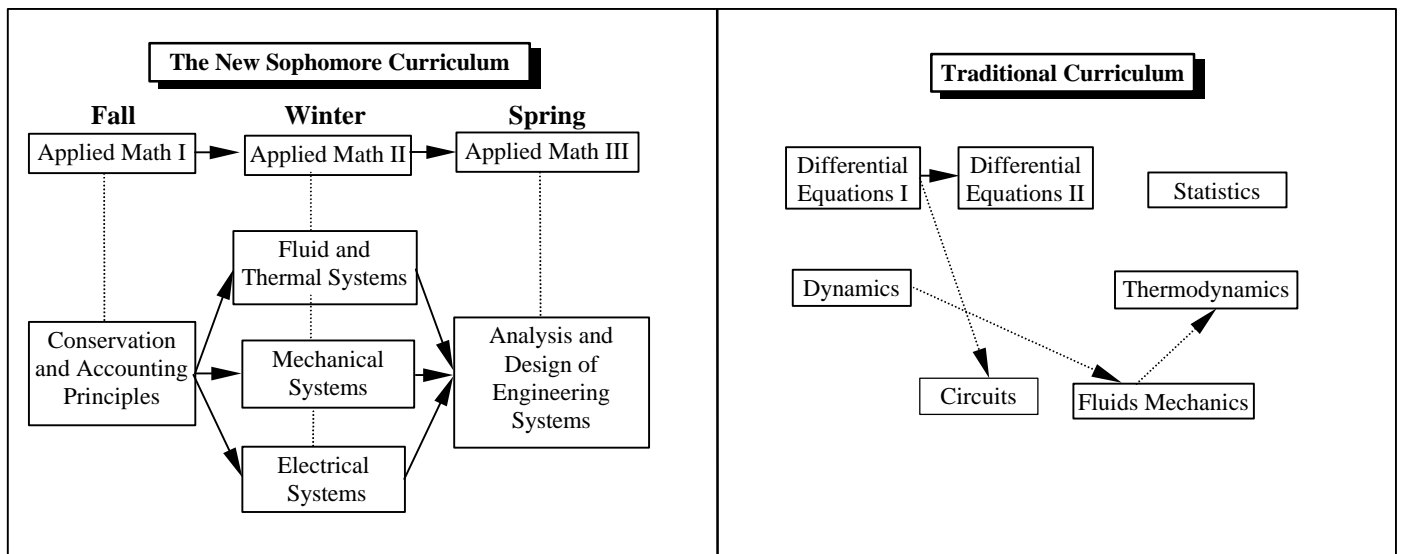 The New Sophomore Curriculum
Fall
Winter
Spring
Applied Math I
Applied Math II
Applied Math III
Fluid and
Thermal Systems
Conservation
and Accounting
Principles
Mechanical
Systems
Analysis and
Design of
Engineering
Systems
Electrical
Systems
Traditional Curriculum
Differential
Equations I
Differential
Equations II
Statistics
Dynamics
Thermodynamics
Circuits
Fluids Mechanics